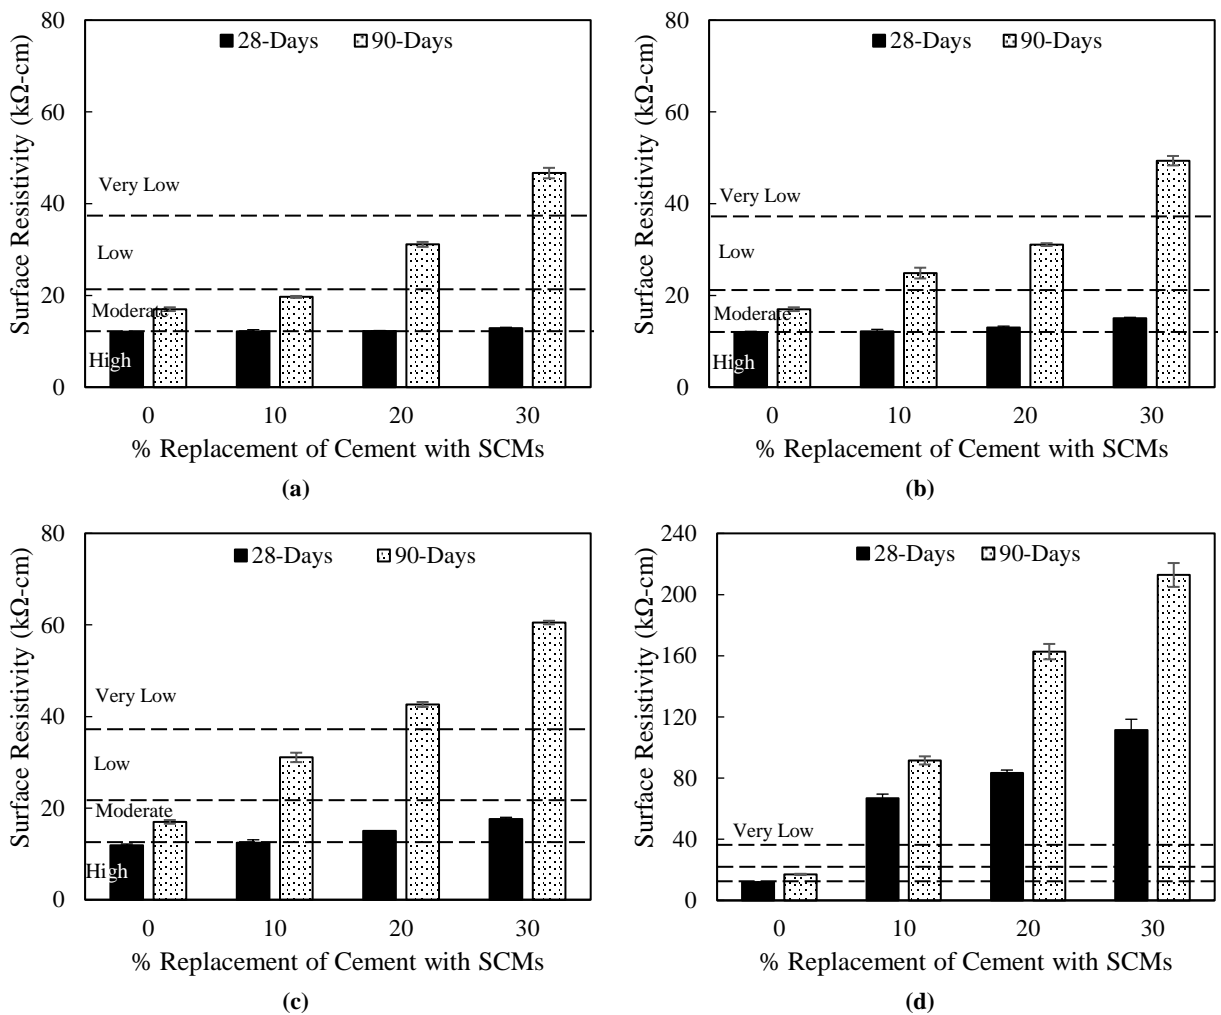 28-Days 90-Days
Surface Resistivity (kΩ-cm)
80
60
40
20
0
Very Low
Low
Moderate
High
0 10 20 30
% Replacement of Cement with SCMs
(a)
28-Days 90-Days
Surface Resistivity (kΩ-cm)
80
60
40
20
0
Very Low
Low
Moderate
High
0 10 20 30
% Replacement of Cement with SCMs
(b)
28-Days 90-Days
Surface Resistivity (kΩ-cm)
80
60
40
20
0
Very Low
Low
Moderate
High
0 10 20 30
% Replacement of Cement with SCMs
(c)
28-Days 90-Days
Surface Resistivity (kΩ-cm)
240
200
160
120
80
40
0
Very Low
0 10 20 30
% Replacement of Cement with SCMs
(d)